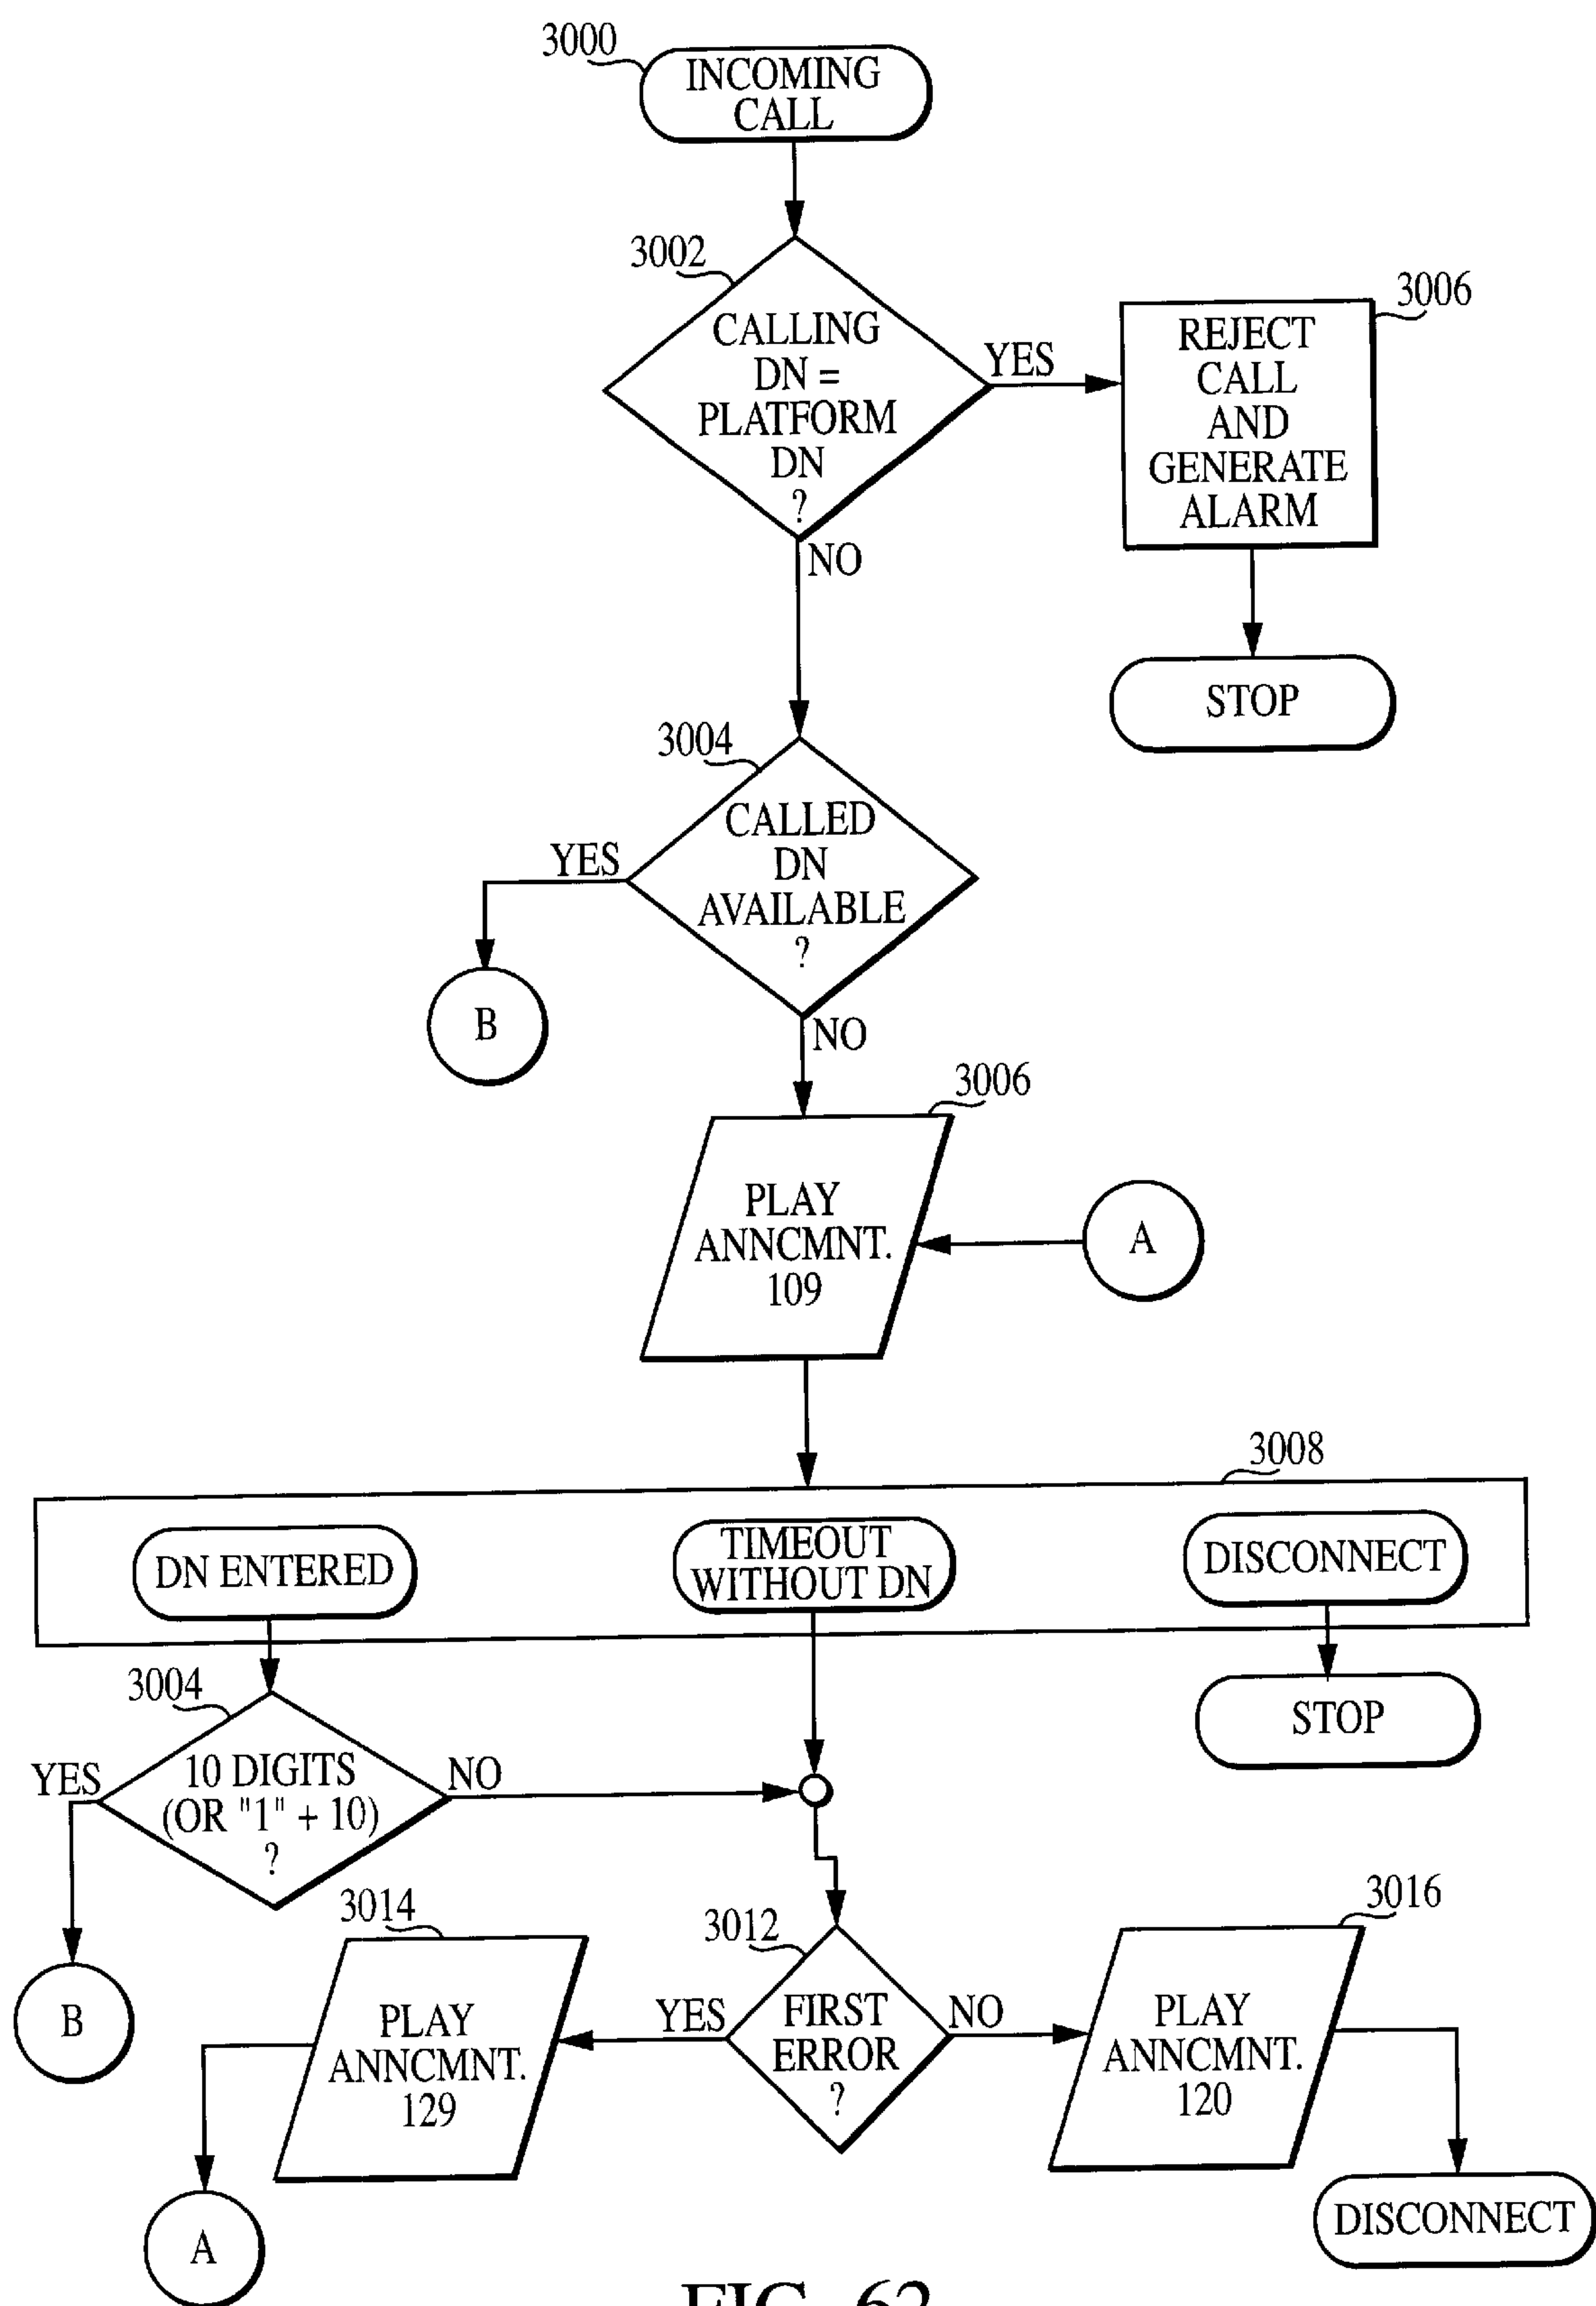 3000
INCOMING
CALL
3002
CALLING
DN =
PLATFORM
DN
?
YES
NO
3006
REJECT
CALL
AND
GENERATE
ALARM
STOP
3004
CALLED
DN
AVAILABLE
?
YES
NO
B
3006
PLAY
ANNCMNT.
109
A
3008
DN ENTERED
TIMEOUT
WITHOUT DN
DISCONNECT
STOP
3004
10 DIGITS
(OR "1" + 10)
?
YES
NO
B
3012
FIRST
ERROR
?
YES
NO
3014
PLAY
ANNCMNT.
129
A
3016
PLAY
ANNCMNT.
120
DISCONNECT
FIG. 62